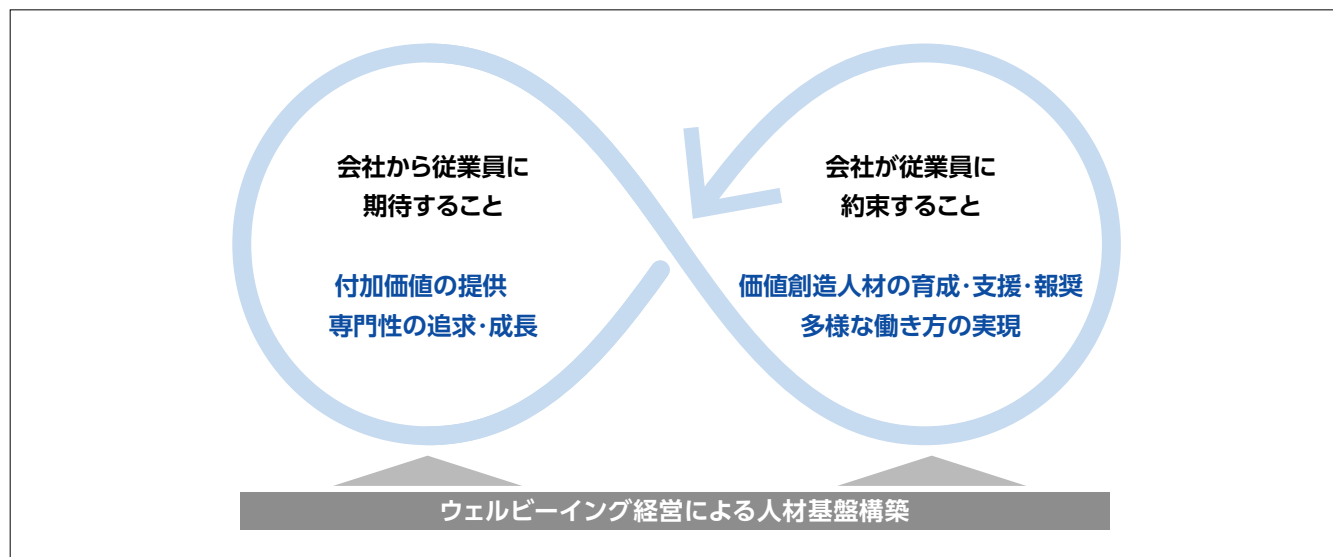 会社から従業員に
期待すること
付加価値の提供
専門性の追求・成長
会社が従業員に
約束すること
価値創造人材の育成・支援・報奨
多様な働き方の実現
ウェルビーイング経営による人材基盤構築